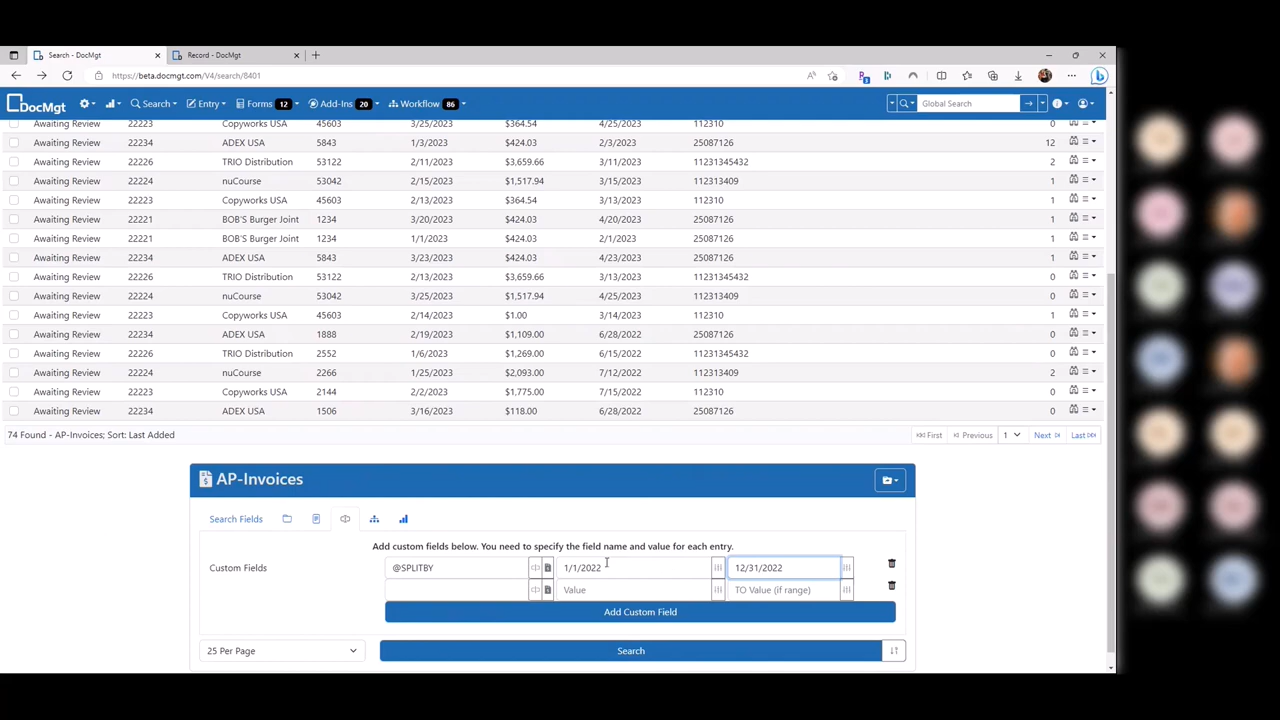 Search - DocMgt
Record - DocMgt
https://beta.docmgt.com/V4/search/8401
DocMgt
Search
Entry
Forms 12
Add-Ins 20
Workflow 86
Global Search
Awaiting Review 22223 Copyworks USA 45603 3/25/2023 $364.54 4/25/2023 112310 0
Awaiting Review 22234 ADEX USA 5843 1/3/2023 $424.03 2/3/2023 25087126 12
Awaiting Review 22226 TRIO Distribution 53122 2/11/2023 $3,659.66 3/11/2023 11231345432 2
Awaiting Review 22224 nuCourse 53042 2/15/2023 $1,517.94 3/15/2023 112313409 1
Awaiting Review 22223 Copyworks USA 45603 2/13/2023 $364.54 3/13/2023 112310 1
Awaiting Review 22221 BOB'S Burger Joint 1234 3/20/2023 $424.03 4/20/2023 25087126 1
Awaiting Review 22221 BOB'S Burger Joint 1234 1/1/2023 $424.03 2/1/2023 25087126 1
Awaiting Review 22234 ADEX USA 5843 3/23/2023 $424.03 4/23/2023 25087126 1
Awaiting Review 22226 TRIO Distribution 53122 2/13/2023 $3,659.66 3/13/2023 11231345432 0
Awaiting Review 22224 nuCourse 53042 3/25/2023 $1,517.94 4/25/2023 112313409 0
Awaiting Review 22223 Copyworks USA 45603 2/14/2023 $1.00 3/14/2023 112310 1
Awaiting Review 22234 ADEX USA 1888 2/19/2023 $1,109.00 6/28/2022 25087126 0
Awaiting Review 22226 TRIO Distribution 2552 1/6/2023 $1,269.00 6/15/2022 11231345432 0
Awaiting Review 22224 nuCourse 2266 1/25/2023 $2,093.00 7/12/2022 112313409 2
Awaiting Review 22223 Copyworks USA 2144 2/2/2023 $1,775.00 7/15/2022 112310 0
Awaiting Review 22234 ADEX USA 1506 3/16/2023 $118.00 6/28/2022 25087126 0
74 Found - AP-Invoices; Sort: Last Added
First Previous 1 Next Last
AP-Invoices
Search Fields
Add custom fields below. You need to specify the field name and value for each entry.
Custom Fields @SPLITBY 1/1/2022 12/31/2022
Value TO Value (if range)
Add Custom Field
25 Per Page
Search